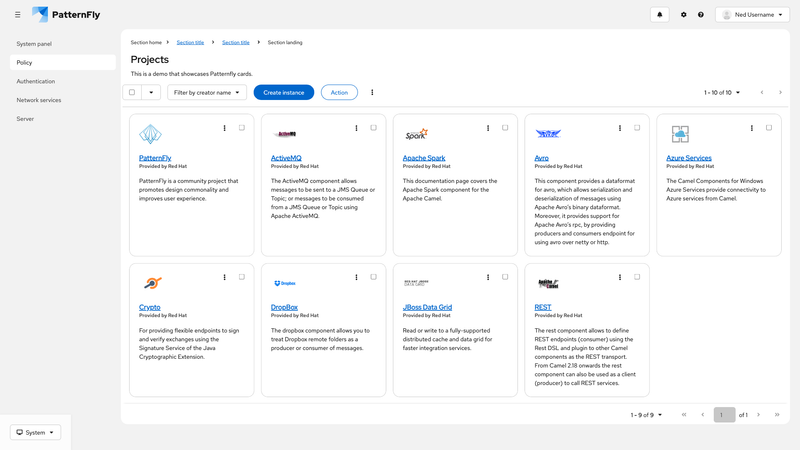 PatternFly
Ned Username
System panel
Policy
Authentication
Network services
Server
System
Section home
Section title
Section title
Section landing
Projects
This is a demo that showcases Patternfly cards.
Filter by creator name
Create instance
Action
1 - 10 of 10
PatternFly
Provided by Red Hat
PatternFly is a community project that
promotes design commonality and
improves user experience.
ActiveMQ
ActiveMQ
Provided by Red Hat
The ActiveMQ component allows
messages to be sent to a JMS Queue or
Topic; or messages to be consumed
from a JMS Queue or Topic using
Apache ActiveMQ.
Spark
Apache Spark
Provided by Red Hat
This documentation page covers the
Apache Spark component for the
Apache Camel.
Avro
Provided by Red Hat
This component provides a dataformat
for avro, which allows serialization and
deserialization of messages using
Apache Avro's binary dataformat.
Moreover, it provides support for
Apache Avro's rpc, by providing
producers and consumers endpoint for
using avro over netty or http.
Azure Services
Provided by Red Hat
The Camel Components for Windows
Azure Services provide connectivity to
Azure services from Camel.
Crypto
Provided by Red Hat
For providing flexible endpoints to sign
and verify exchanges using the
Signature Service of the Java
Cryptographic Extension.
Dropbox
DropBox
Provided by Red Hat
The dropbox component allows you to
treat Dropbox remote folders as a
producer or consumer of messages.
RED HAT JBOSS
DATA GRID
JBoss Data Grid
Provided by Red Hat
Read or write to a fully-supported
distributed cache and data grid for
faster integration services.
Apache
Camel
REST
Provided by Red Hat
The rest component allows to define
REST endpoints (consumer) using the
Rest DSL and plugin to other Camel
components as the REST transport.
From Camel 2.18 onwards the rest
component can also be used as a client
(producer) to call REST services.
1 - 9 of 9
1
of 1